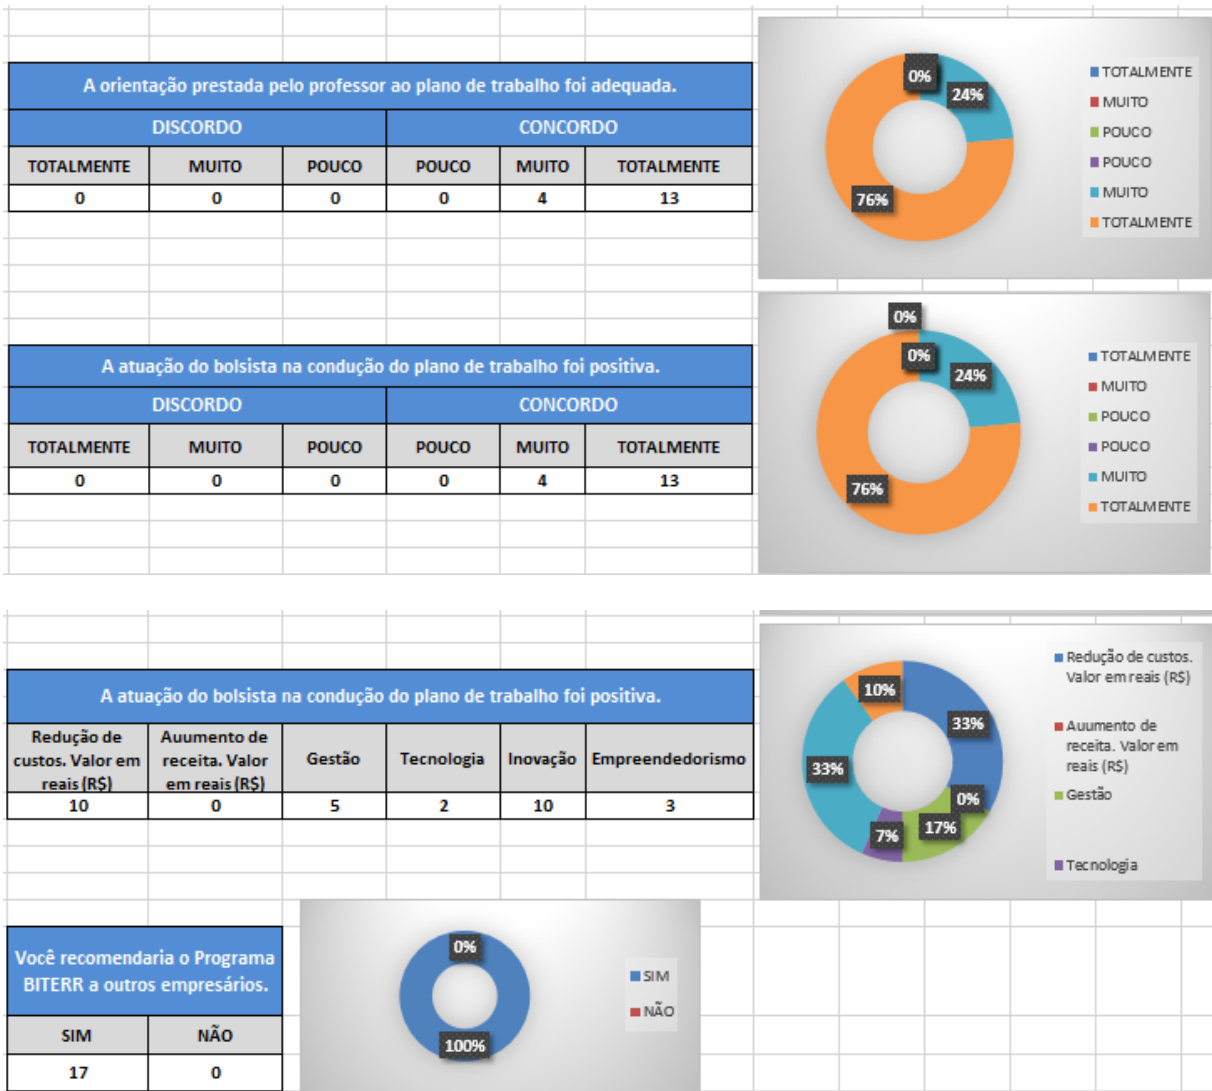 A orientação prestada pelo professor ao plano de trabalho foi adequada.
DISCORDO CONCORDO
TOTALMENTE MUITO POUCO POUCO MUITO TOTALMENTE
0 0 0 0 4 13
0%
24%
76%
TOTALMENTE
MUITO
POUCO
POUCO
MUITO
TOTALMENTE
A atuação do bolsista na condução do plano de trabalho foi positiva.
DISCORDO CONCORDO
TOTALMENTE MUITO POUCO POUCO MUITO TOTALMENTE
0 0 0 0 4 13
0%
0%
24%
76%
TOTALMENTE
MUITO
POUCO
POUCO
MUITO
TOTALMENTE
A atuação do bolsista na condução do plano de trabalho foi positiva.
Redução de
custos. Valor em
reais (R$)
Auumento de
receita. Valor
em reais (R$)
Gestão
Tecnologia
Inovação
Empreendedorismo
10 0 5 2 10 3
10%
33%
33%
0%
17%
7%
Redução de custos.
Valor em reais (R$)
Auumento de
receita. Valor em
reais (R$)
Gestão
Tecnologia
Você recomendaria o Programa
BITERR a outros empresários.
SIM NÃO
17 0
0%
100%
SIM
NÃO